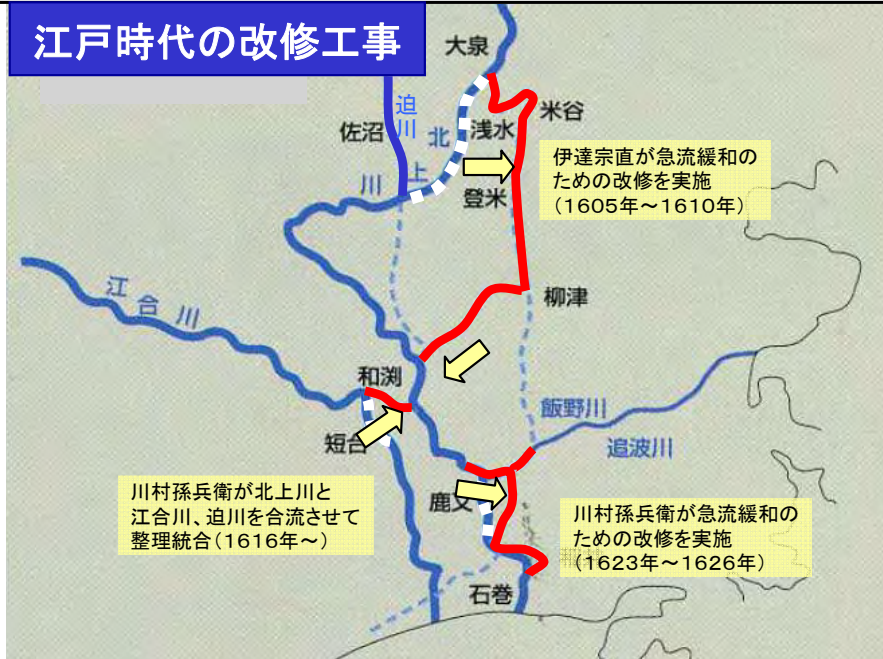 江戸時代の改修工事
大泉
迫川
佐沼
北上川
浅水
米谷
伊達宗直が急流緩和の
ための改修を実施
(1605年～1610年)
登米
江合川
柳津
和渕
飯野川
追波川
短台
鹿又
川村孫兵衛が北上川と
江合川、迫川を合流させて
整理統合(1616年～)
川村孫兵衛が急流緩和の
ための改修を実施
(1623年～1626年)
石巻